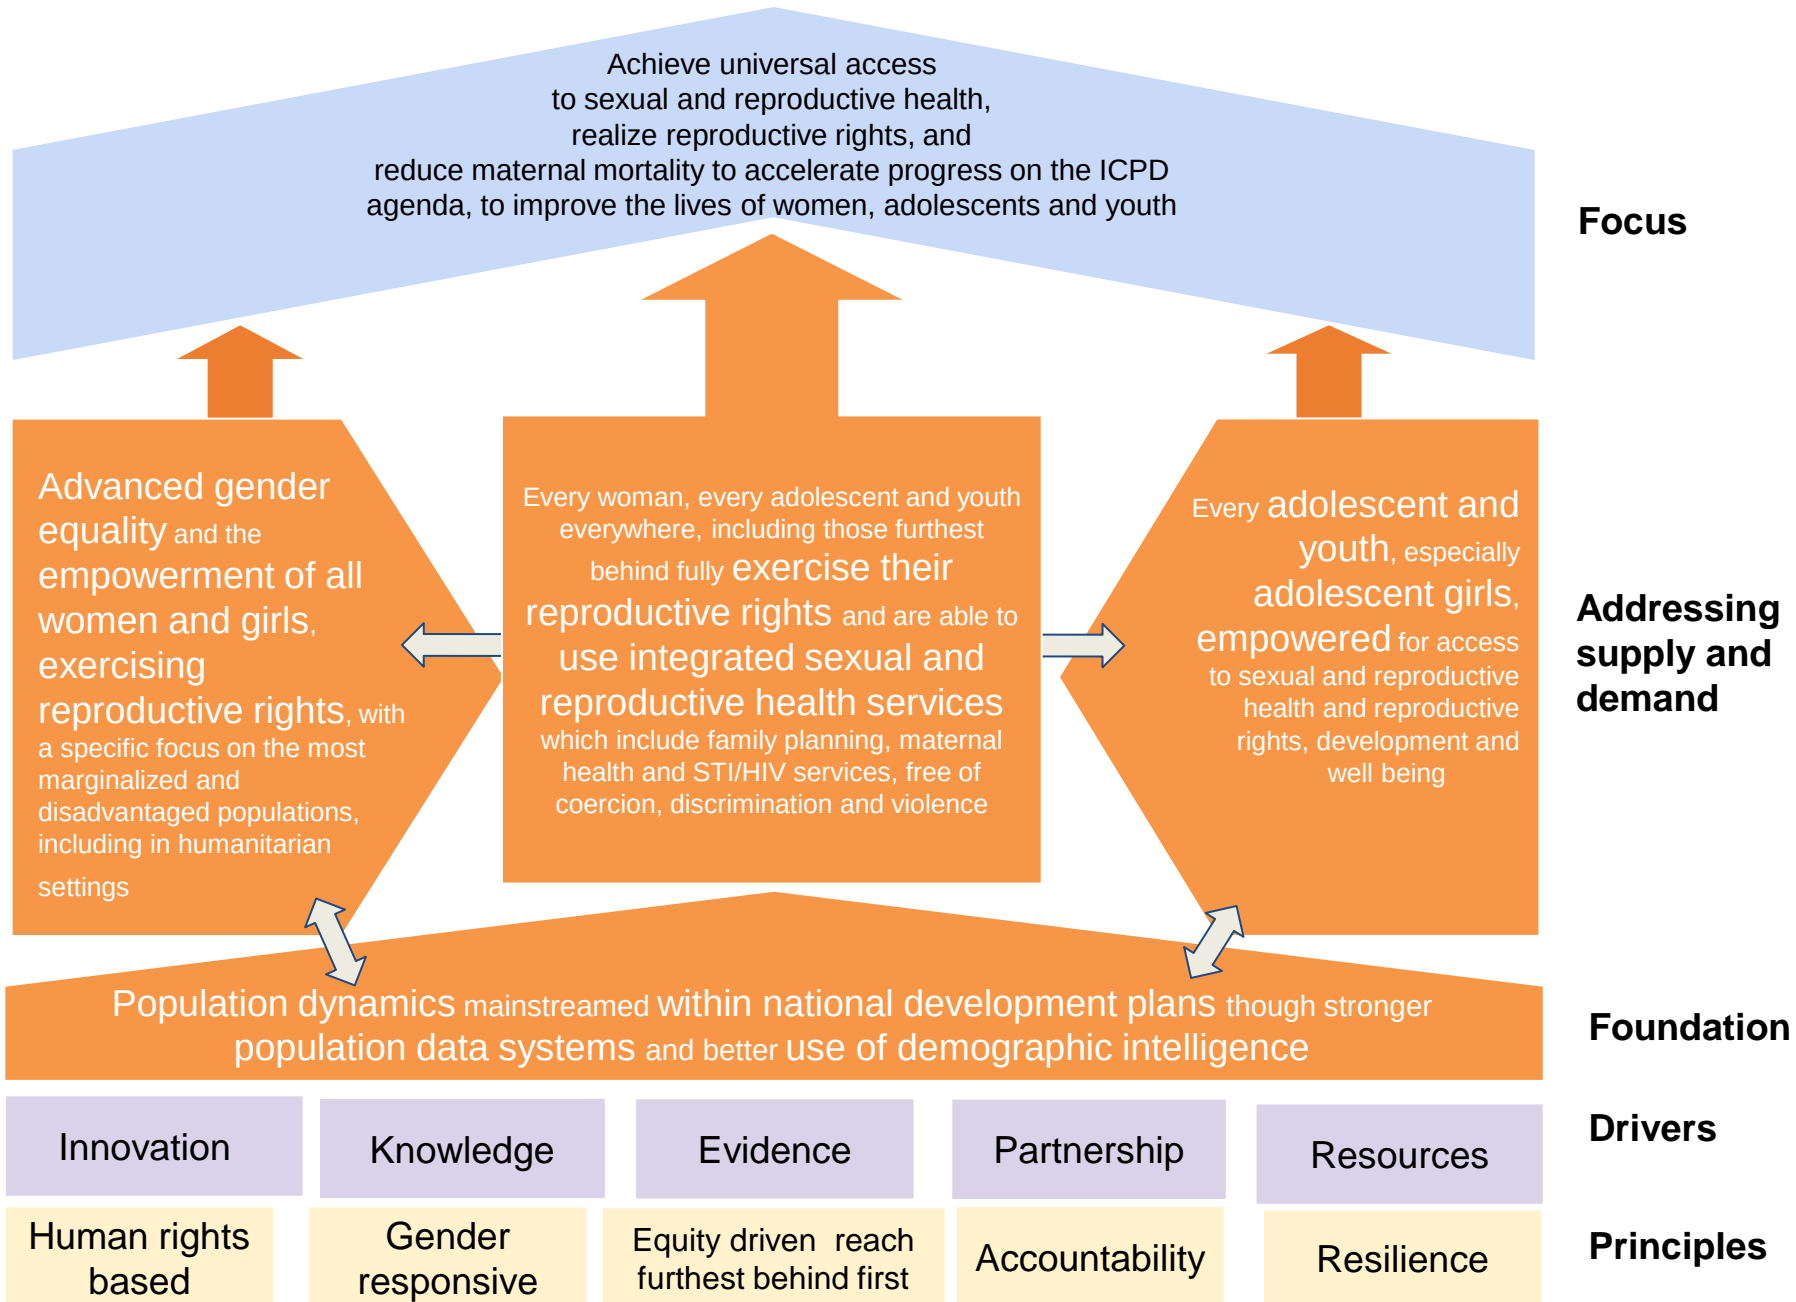 Achieve universal access
to sexual and reproductive health,
realize reproductive rights, and
reduce maternal mortality to accelerate progress on the ICPD
agenda, to improve the lives of women, adolescents and youth
Focus
Advanced gender
equality and the
empowerment of all
women and girls,
exercising
reproductive rights, with
a specific focus on the most
marginalized and
disadvantaged populations,
including in humanitarian
settings
Every woman, every adolescent and youth
everywhere, including those furthest
behind fully exercise their
reproductive rights and are able to
use integrated sexual and
reproductive health services
which include family planning, maternal
health and STI/HIV services, free of
coercion, discrimination and violence
Every adolescent and
youth, especially
adolescent girls,
empowered for access
to sexual and reproductive
health and reproductive
rights, development and
well being
Addressing
supply and
demand
Population dynamics mainstreamed within national development plans though stronger
population data systems and better use of demographic intelligence
Foundation
Innovation
Knowledge
Evidence
Partnership
Resources
Drivers
Human rights
based
Gender
responsive
Equity driven  reach
furthest behind first
Accountability
Resilience
Principles